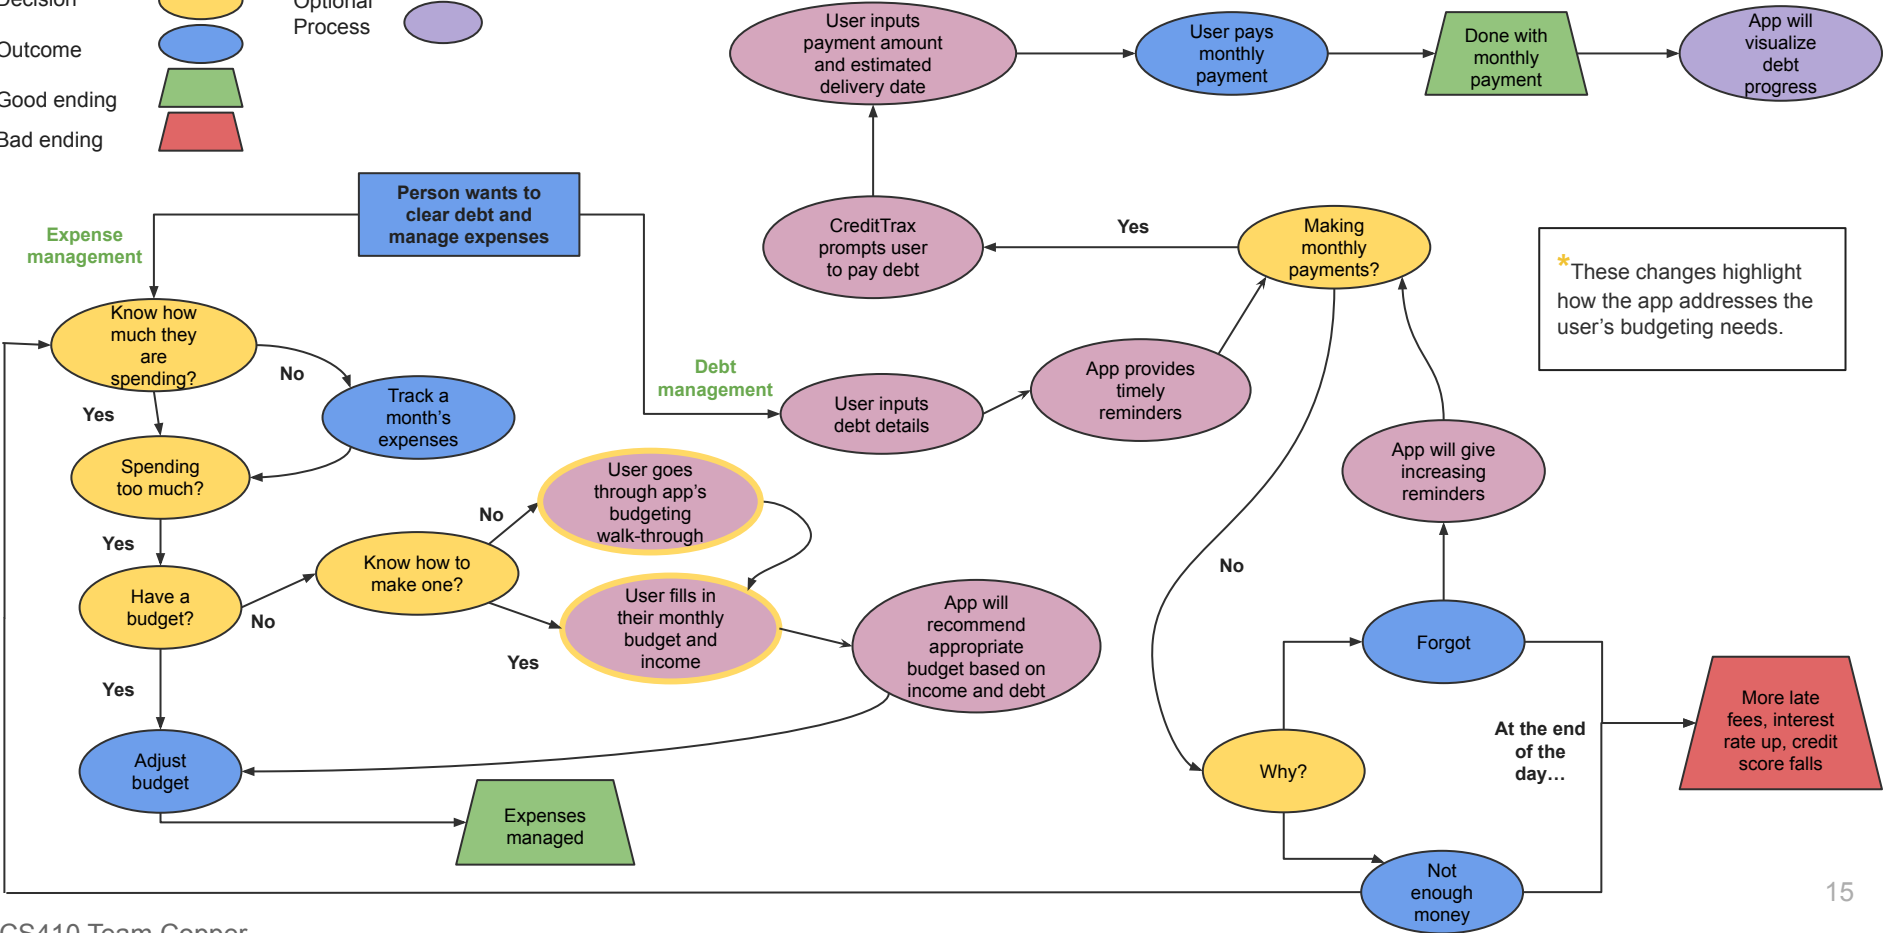 Decision
Optional
Process
Outcome
Good ending
Bad ending
User inputs
payment amount
and estimated
delivery date
User pays
monthly
payment
Done with
monthly
payment
App will
visualize
debt
progress
Person wants to
clear debt and
manage expenses
Expense
management
CreditTrax
prompts user
to pay debt
Yes
Making
monthly
payments?
*These changes highlight
how the app addresses the
user's budgeting needs.
Know how
much they
are
spending?
No
Yes
Track a
month's
expenses
Debt
management
User inputs
debt details
App provides
timely
reminders
Spending
too much?
User goes
through app's
budgeting
walk-through
App will give
increasing
reminders
Yes
No
Know how to
make one?
No
Have a
budget?
No
User fills in
their monthly
budget and
income
Yes
App will
recommend
appropriate
budget based on
income and debt
Forgot
Yes
Adjust
budget
Why?
At the end
of the
day…
More late
fees, interest
rate up, credit
score falls
Expenses
managed
Not
enough
money
15
CS410 Team Copper